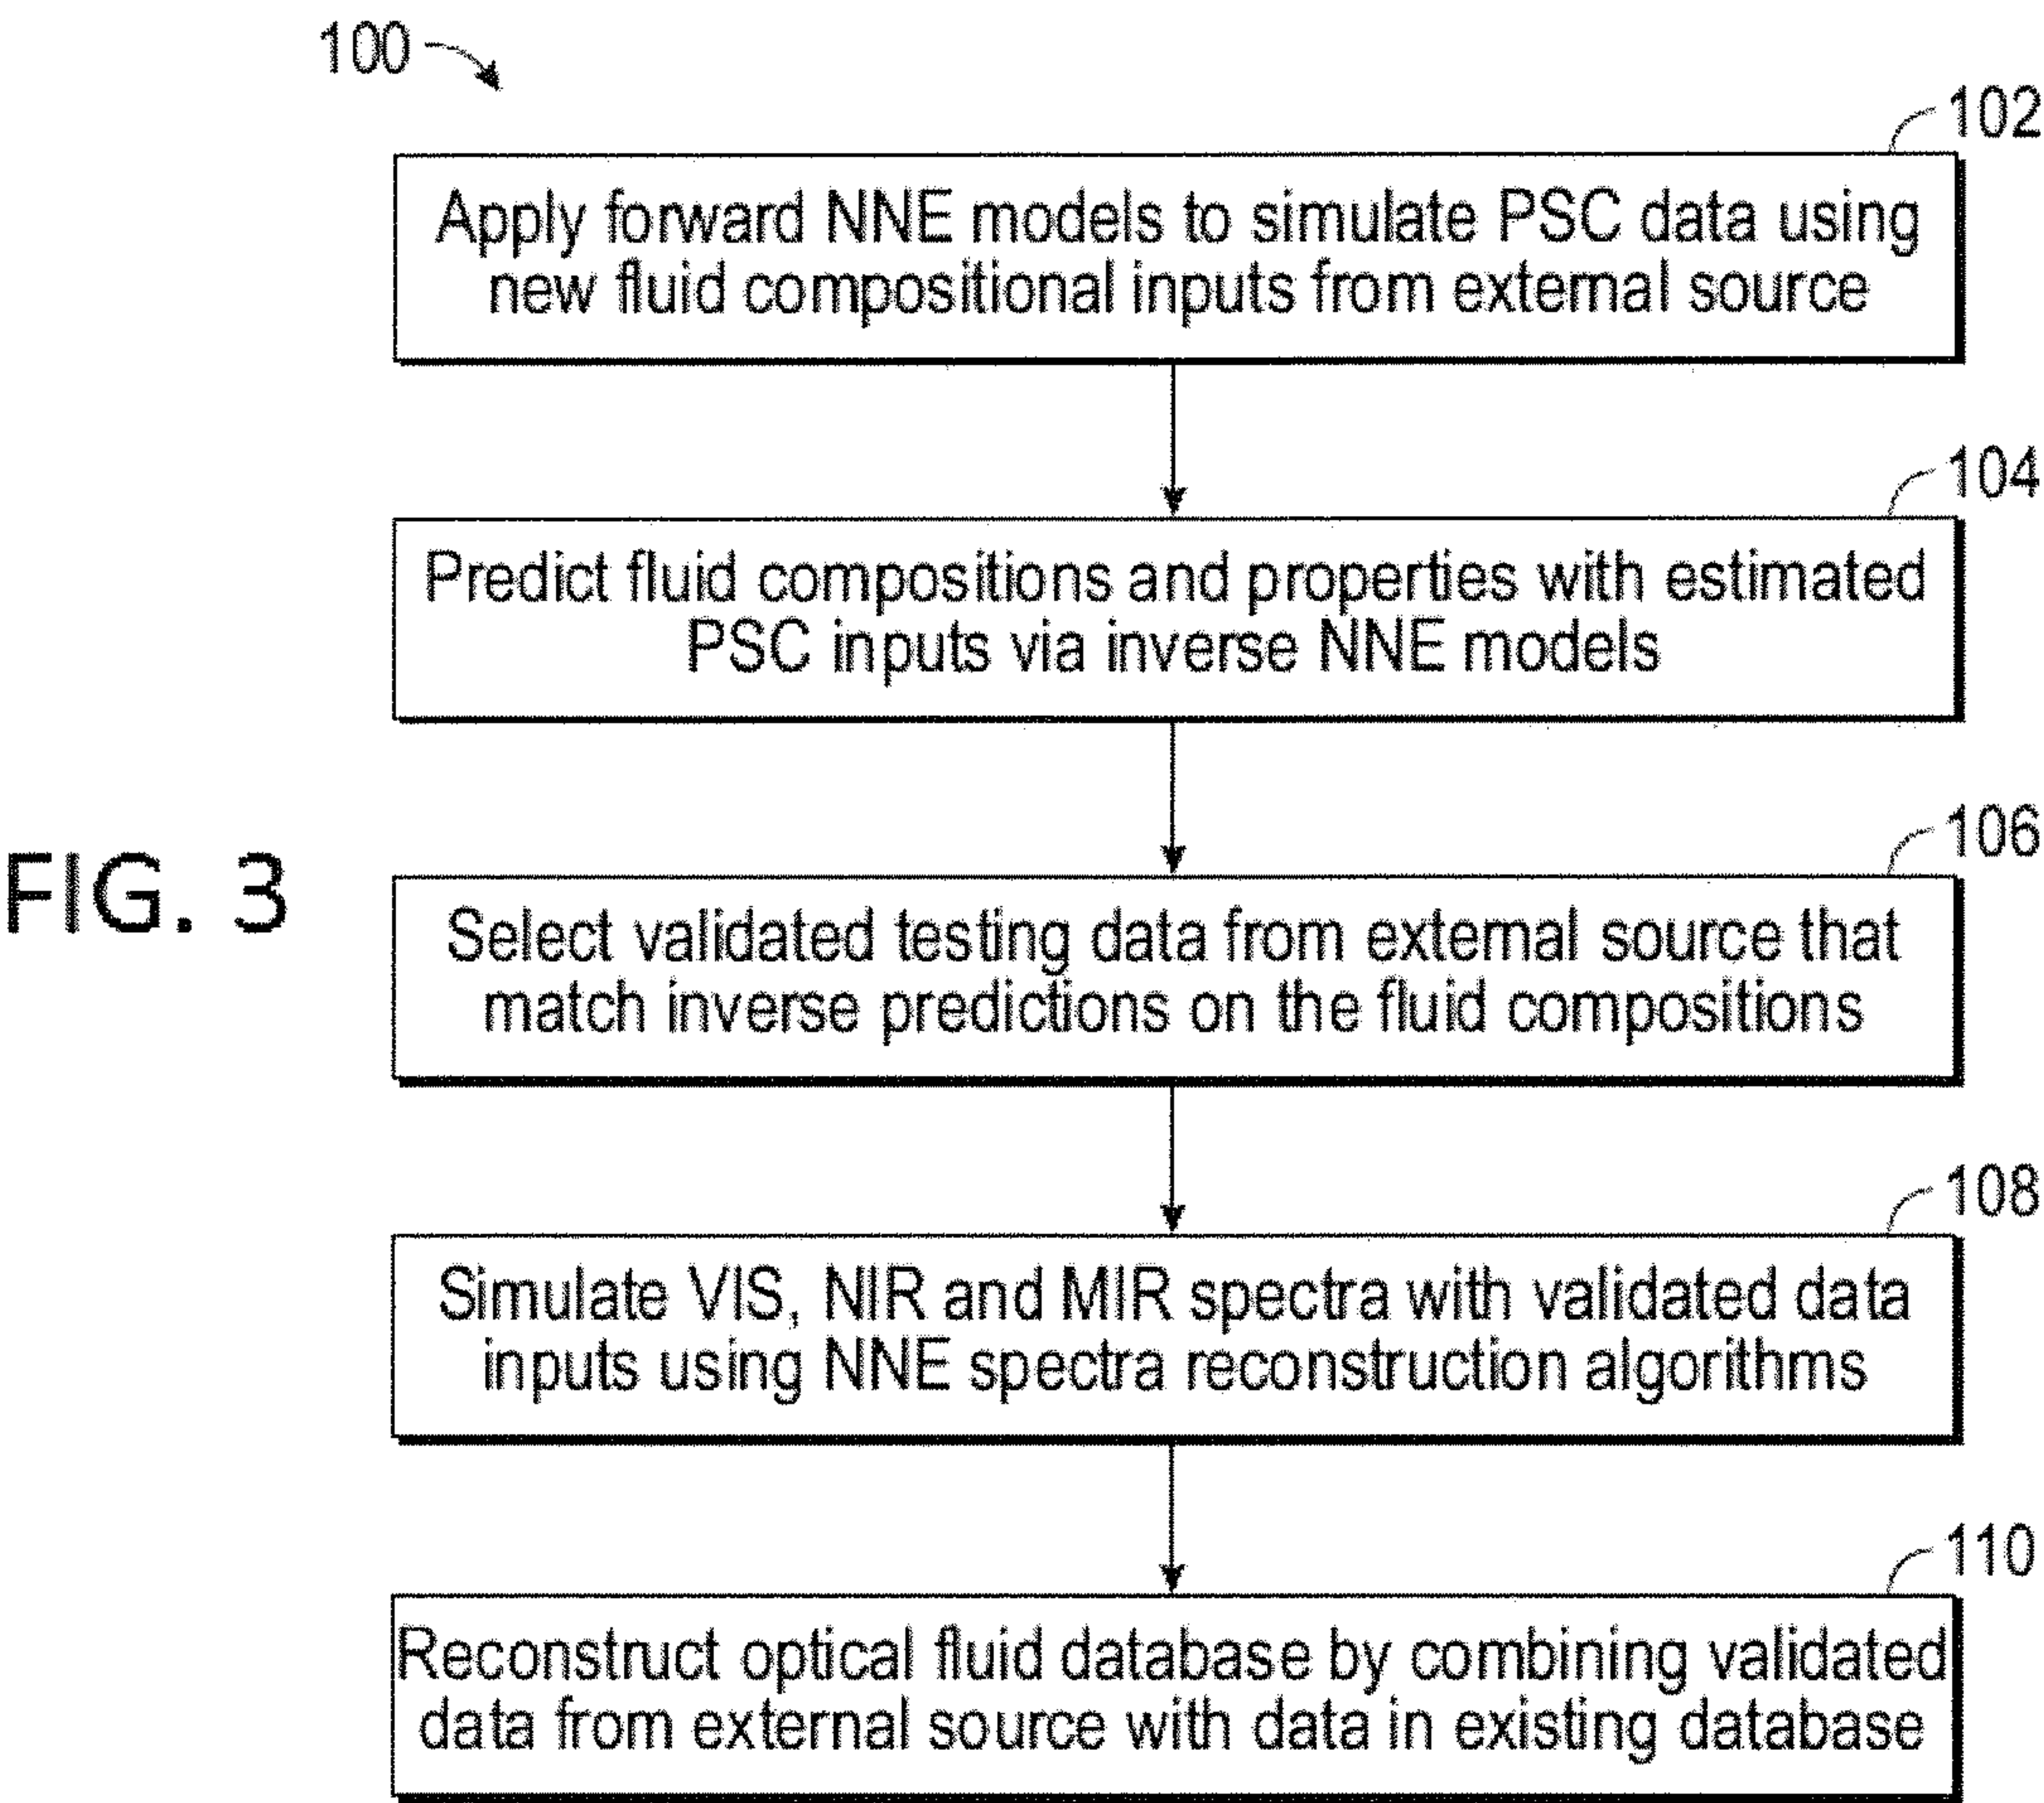 100
102
Apply forward NNE models to simulate PSC data using
new fluid compositional inputs from external source
104
Predict fluid compositions and properties with estimated
PSC inputs via inverse NNE models
106
FIG. 3
Select validated testing data from external source that
match inverse predictions on the fluid compositions
108
Simulate VIS, NIR and MIR spectra with validated data
inputs using NNE spectra reconstruction algorithms
110
Reconstruct optical fluid database by combining validated
data from external source with data in existing database